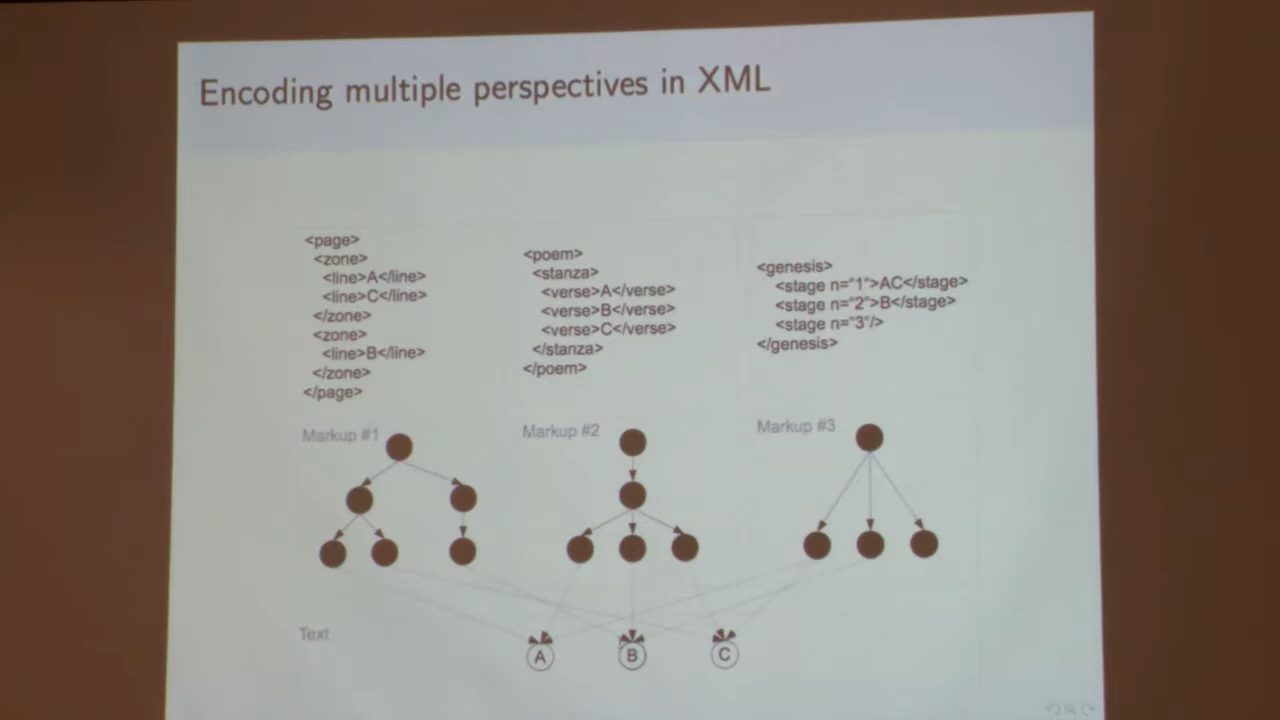 Encoding multiple perspectives in XML
<page>
<zone>
<line>A</line>
<line>C</line>
</zone>
<zone>
<line>B</line>
</zone>
</page>
<poem>
<stanza>
<verse>A</verse>
<verse>B</verse>
<verse>C</verse>
</stanza>
</poem>
<genesis>
<stage n="1">AC</stage>
<stage n="2">B</stage>
<stage n="3"/>
</genesis>
Markup #1
Markup #2
Markup #3
Text
A
B
C